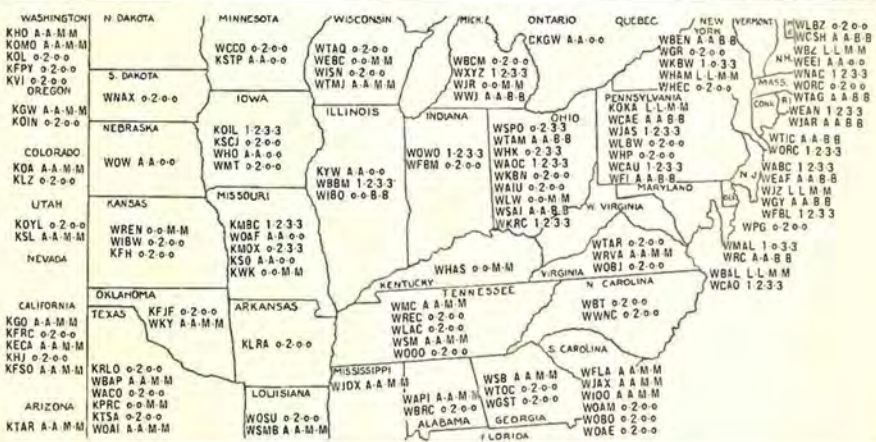 WASHINGTON
KHO A-A-M-M
KOMO A-A-M-M
KOL o-2-o-o
KFPY o-2-o-o
KVI o-2-o-o
OREGON
KGW A-A-M-M
KOIN o-2-o-o
COLORADO
KOA A-A-M-M
KLZ o-2-o-o
UTAH
KOYL o-2-o-o
KSL A-A-M-M
NEVADA
CALIFORNIA
KGO A-A-M-M
KFRC o-2-o-o
KECA A-A-M-M
KHJ o-2-o-o
KFSO A-A-M-M
ARIZONA
KTAR A-A-M-M
N. DAKOTA
S. DAKOTA
WNAX o-2-o-o
NEBRASKA
WOW A A-o-o
KANSAS
WREN o-o-M-M
WIBW o-2-o-o
KFH o-2-o-o
OKLAHOMA
KFJF o-2-o-o
WKY A-A-M-M
TEXAS
KRLO o-2-o-o
WBAP A-A-M-M
WACO o-2-o-o
KPRC o-o-M-M
KTSA o-2-o-o
WOAI A-A-M-M
MINNESOTA
WCCO o-2-o-o
KSTP A-A-o-o
IOWA
KOIL 1-2-3-3
KSCJ o-2-o-o
WHO A-A-o-o
WMT o-2-o-o
MISSOURI
KMBC 1-2-3-3
WOAF A-A-o-o
KMOX o-2-3-3
KSO A-A-o-o
KWK o-o-M-M
ARKANSAS
KLRA o-2-o-o
LOUISIANA
WOSU o-2-o-o
WSMB A-A-M-M
WISCONSIN
WTAQ o-2-o-o
WEBC o-o-M-M
WISN o-2-o-o
WTMJ A-A-M-M
ILLINOIS
KYW A-A-o-o
WBBM 1-2-3-3
WIBO o-o-B-B
MICH.
WBCM o-2-o-o
WXYZ 1-2-3-3
WJR o-o-M-M
WWJ A-A-B-B
INDIANA
WOWO 1-2-3-3
WFBM o-2-o-o
ONTARIO
CKGW A-A-o-o
OHIO
WSPO o-2-3-3
WTAM A-A-B-B
WHK o-2-3-3
WAOC 1-2-3-3
WKBN o-2-o-o
WAIU o-2-o-o
WLW o-o-M-M
WSAI A-A-B-B
WKRC 1-2-3-3
QUEBEC
NEW YORK
WBEN A-A-B-B
WGR o-2-o-o
WKBW 1-o-3-3
WHAM L-L-M-M
WHEC o-2-o-o
PENNSYLVANIA
KOKA L-L-M-M
WCAE A-A-B-B
WJAS 1-2-3-3
WLBW o-2-o-o
WHP o-2-o-o
WCAU 1-2-3-3
WFI A-A-B-B
MARYLAND
DEL
VERMONT
N.H.
ME
MASS.
CONN
R.I.
WLBZ o-2-o-o
WCSH A-A-B-B
WBZ L-L-M-M
WEEI A A-o-o
WNAC 1 2-3-3
WORC o-2-o-o
WTAG A A-B-B
WEAN 1 2-3-3
WJAR A A B B
WTIC A-A-B-B
WORC 1-2-3-3
N.J.
WABC 1 2-3-3
WEAF A-A-B-B
WJZ L L-M-M
WGY A A-B-B
WFBL 1 2-3-3
WPG o-2-o-o
WMAL 1 o-3-3
WRC A-A-B-B
WBAL L-L-M-M
WCAO 1 2-3-3
W. VIRGINIA
KENTUCKY
WHAS o o-M-M
VIRGINIA
WTAR o-2-o-o
WRVA A-A-M-M
WOBJ o-2-o-o
TENNESSEE
WMC A A-M-M
WREC o-2-o-o
WLAC o-2-o-o
WSM A-A-M-M
WOOO o-2-o-o
N. CAROLINA
WBT o-2-o-o
WWNC o-2-o-o
S. CAROLINA
MISSISSIPPI
WJDX A-A-M-M
WAPI A-A-M-M
WBRC o-2-o-o
ALABAMA
WSB A A M-M
WTOC o-2-o-o
WGST o-2-o-o
GEORGIA
FLORIDA
WFLA A A M-M
WJAX A A-M-M
WIOO A A-M-M
WOAM o-2-o-o
WOBO o-2-o-o
WOAE o-2-o-o